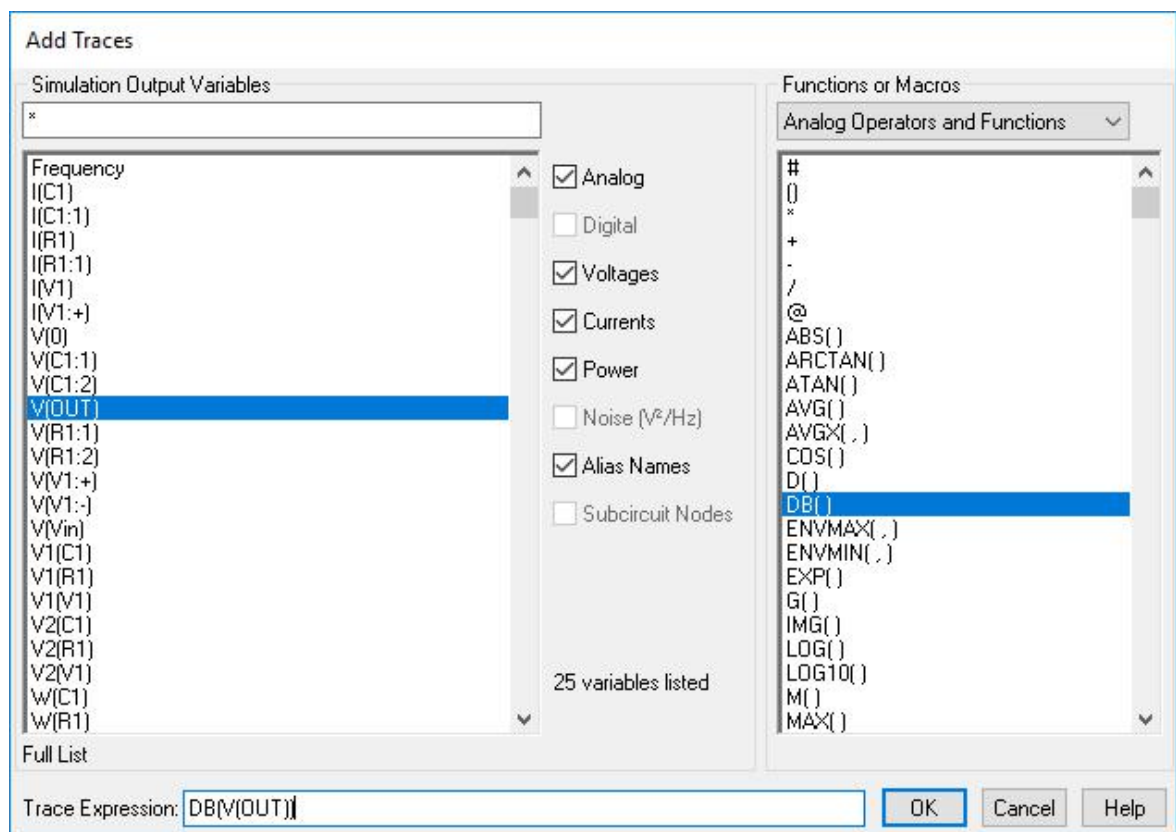 Add Traces
Simulation Output Variables
*
Frequency
I(C1)
I(C1:1)
I(R1)
I(R1:1)
I(V1)
I(V1:+)
V(0)
V(C1:1)
V(C1:2)
V(OUT)
V(R1:1)
V(R1:2)
V(V1:+)
V(V1:-)
V(Vin)
V1(C1)
V1(R1)
V1(V1)
V2(C1)
V2(R1)
V2(V1)
W(C1)
W(R1)
Full List
Analog
Digital
Voltages
Currents
Power
Noise (V²/Hz)
Alias Names
Subcircuit Nodes
25 variables listed
Functions or Macros
Analog Operators and Functions
#
()
*
+
-
/
@
ABS( )
ARCTAN( )
ATAN( )
AVG( )
AVGX( , )
COS( )
D( )
DB( )
ENVMAX( , )
ENVMIN( , )
EXP( )
G( )
IMG( )
LOG( )
LOG10( )
M( )
MAX( )
Trace Expression: DB(V(OUT))
OK
Cancel
Help